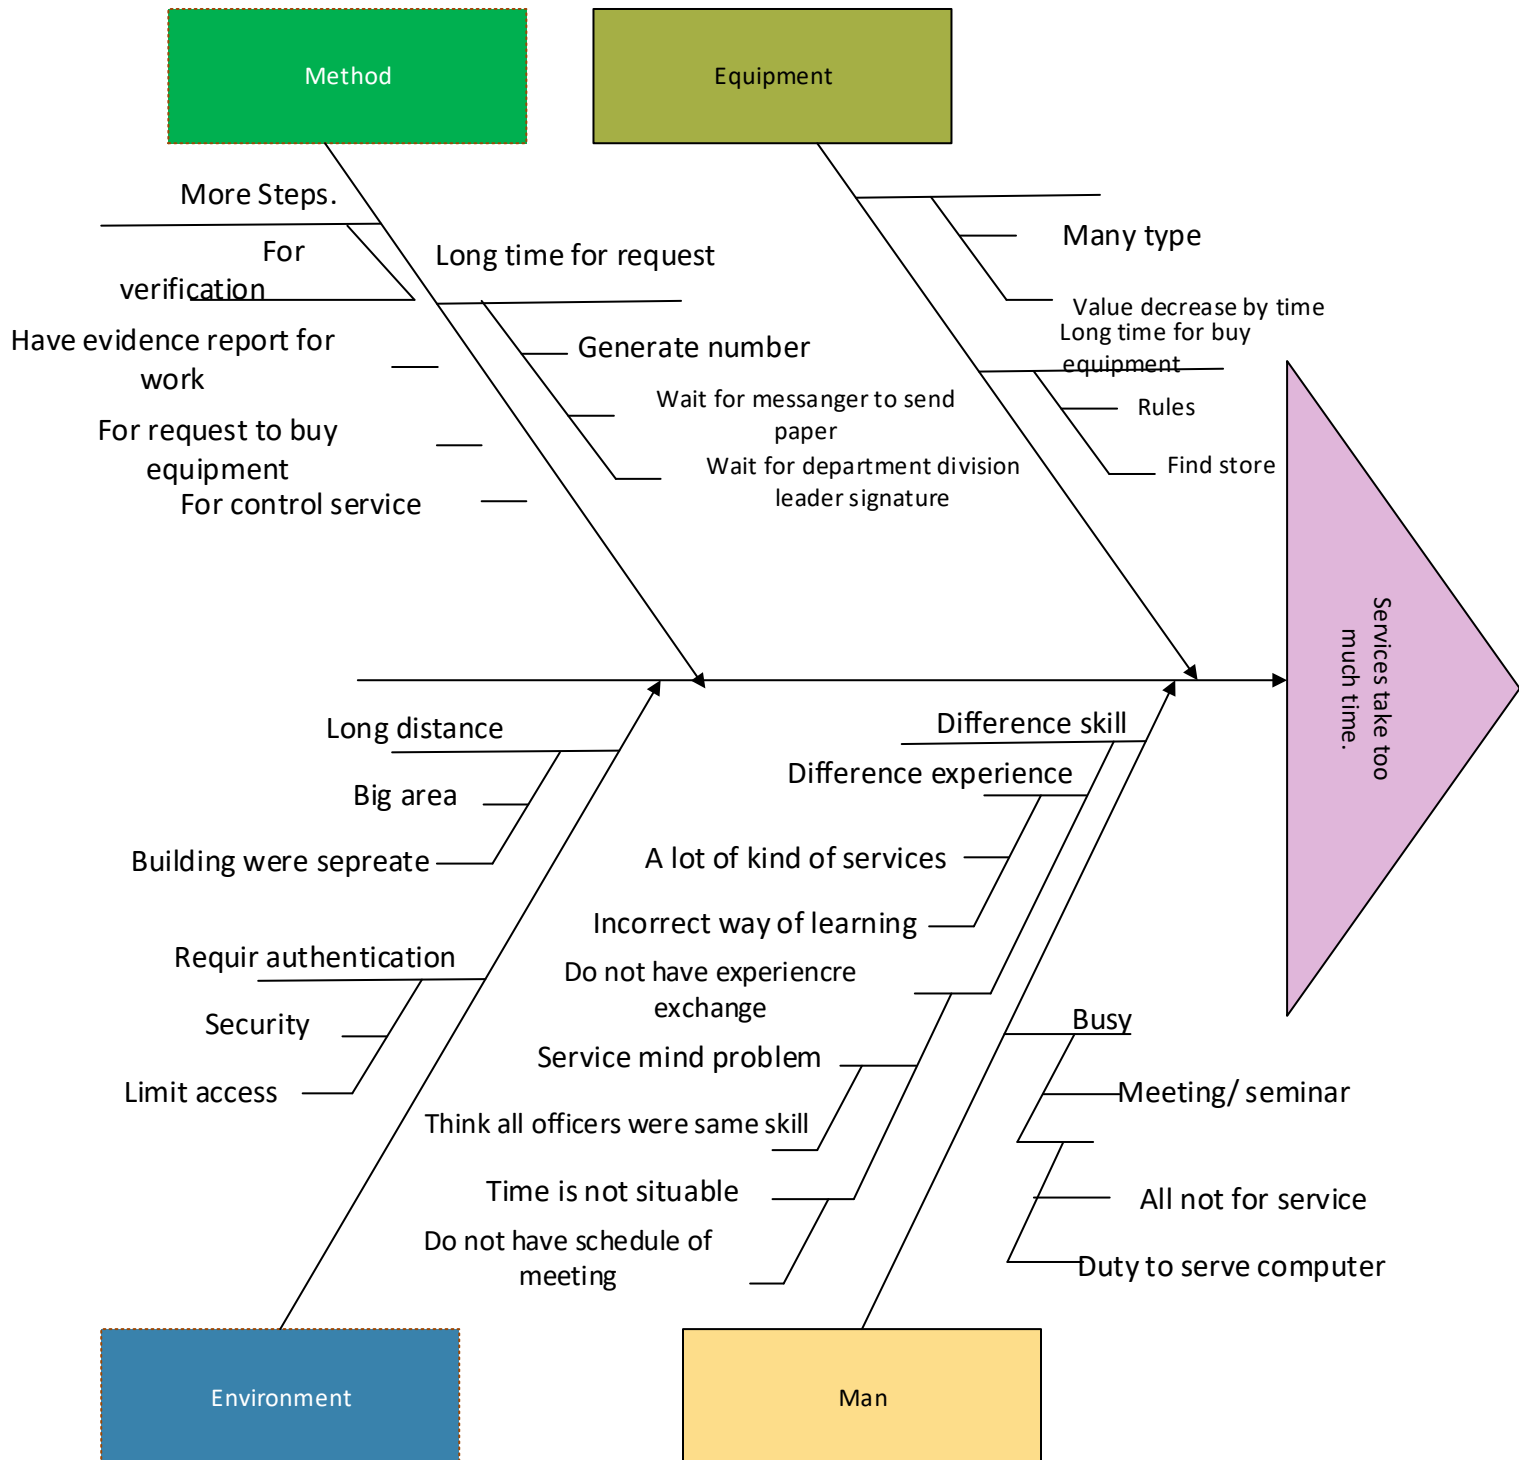 Method
Equipment
More Steps.
For
verification
Have evidence report for
work
For request to buy
equipment
For control service
Long time for request
Generate number
Wait for messanger to send
paper
Wait for department division
leader signature
Many type
Value decrease by time
Long time for buy
equipment
Rules
Find store
Services take too
much time.
Long distance
Big area
Building were sepreate
Requir authentication
Security
Limit access
Difference skill
Difference experience
A lot of kind of services
Incorrect way of learning
Do not have experiencre
exchange
Service mind problem
Think all officers were same skill
Time is not situable
Do not have schedule of
meeting
Busy
Meeting/ seminar
All not for service
Duty to serve computer
Environment
Man